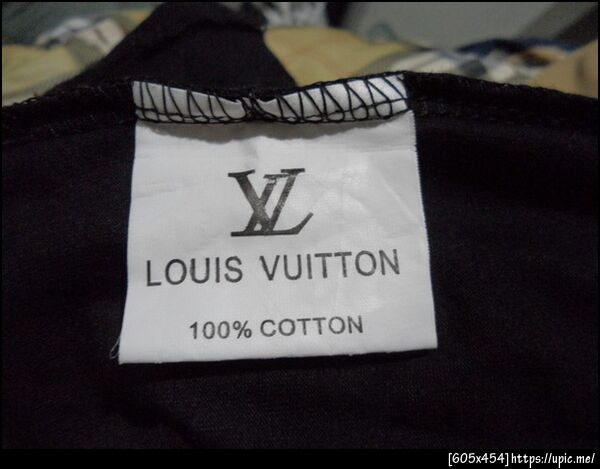 LV
LOUIS VUITTON
100% COTTON
[605x454]https://upic.me/